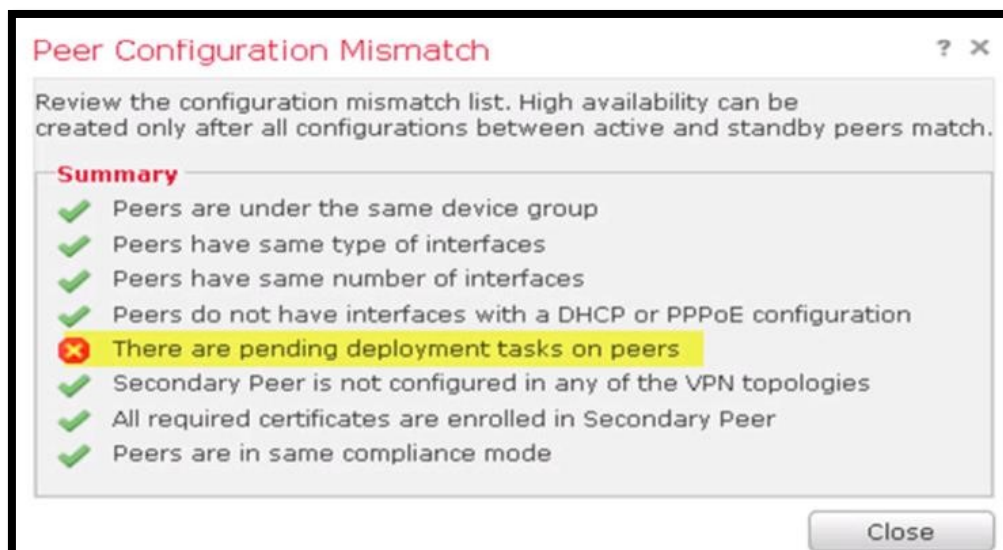 Peer Configuration Mismatch ? ×
Review the configuration mismatch list. High availability can be
created only after all configurations between active and standby peers match.
Summary
Peers are under the same device group
Peers have same type of interfaces
Peers have same number of interfaces
Peers do not have interfaces with a DHCP or PPPoE configuration
There are pending deployment tasks on peers
Secondary Peer is not configured in any of the VPN topologies
All required certificates are enrolled in Secondary Peer
Peers are in same compliance mode
Close